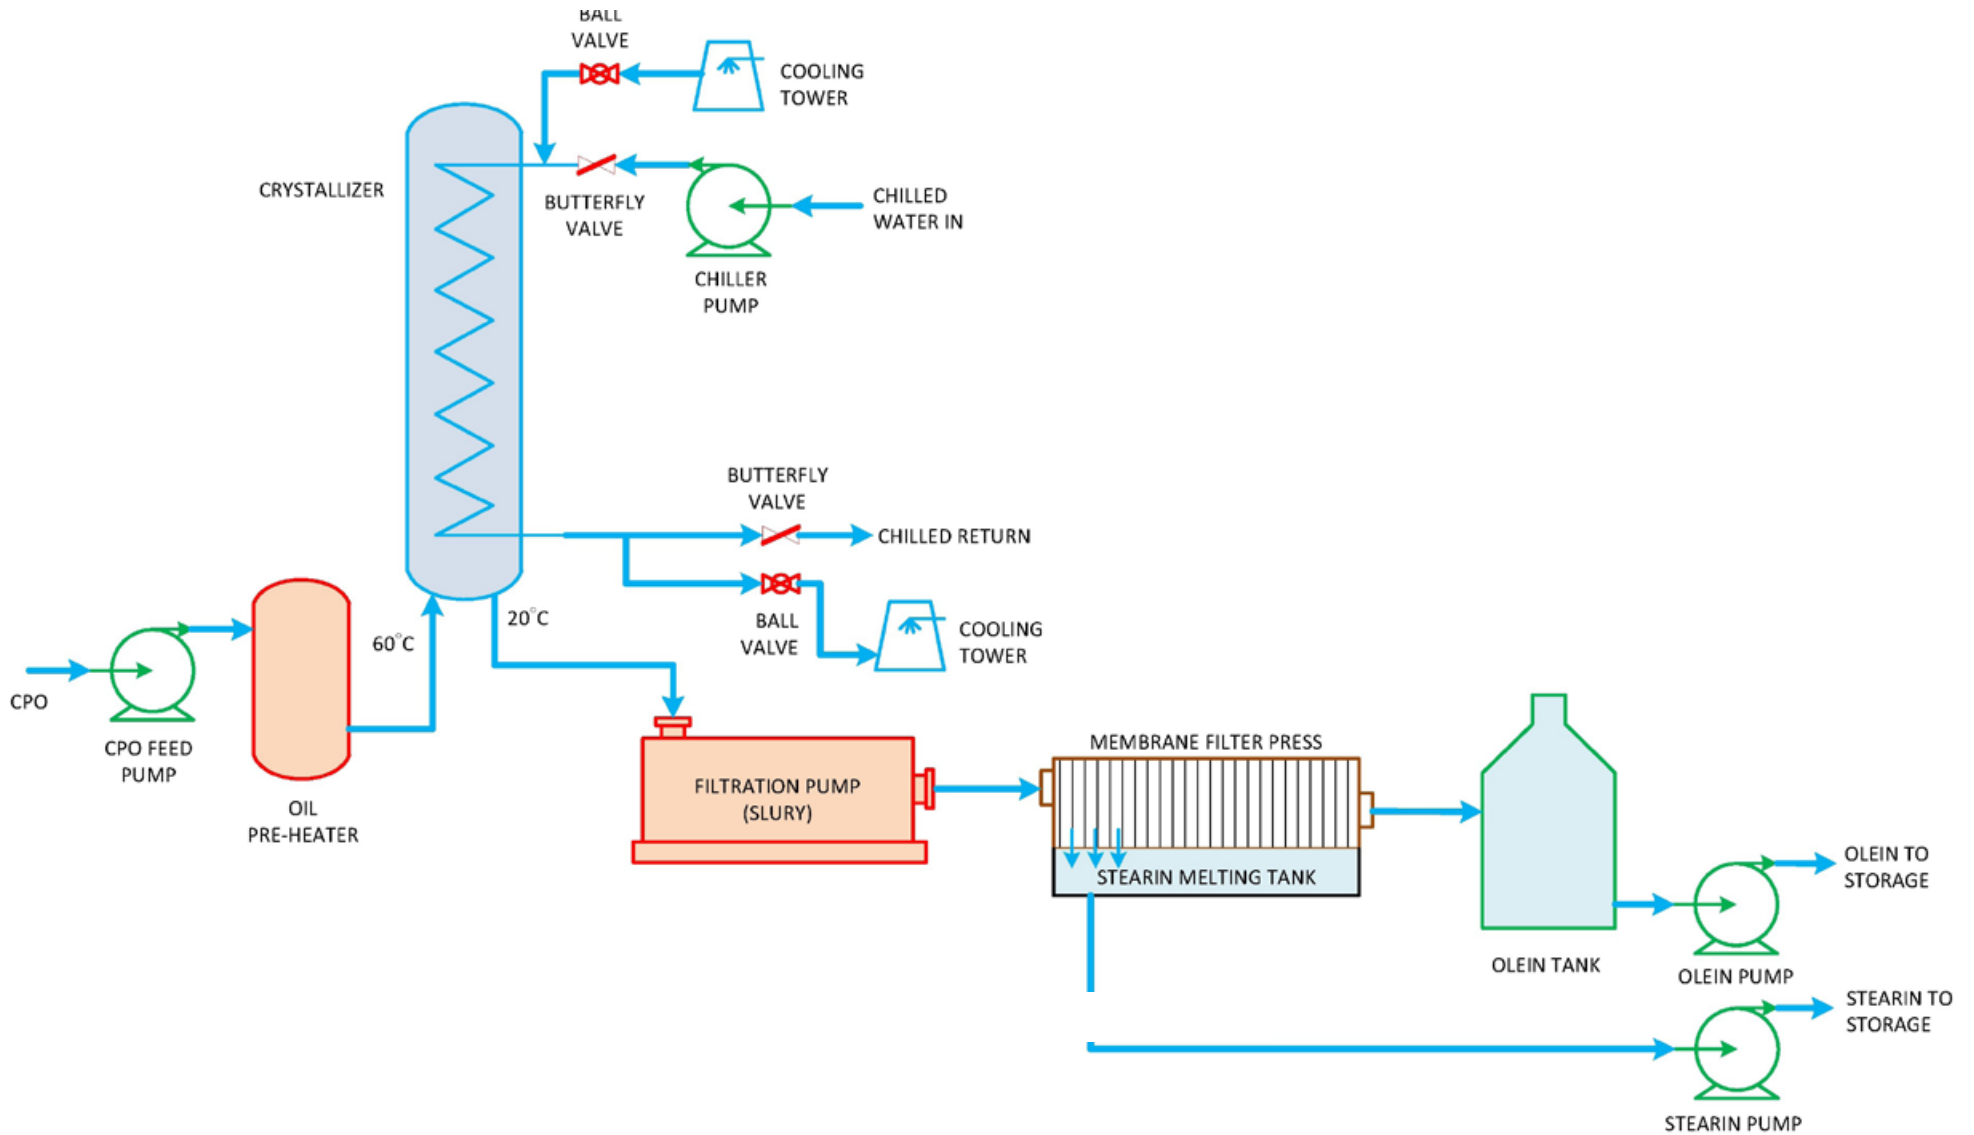 BALL
VALVE
COOLING
TOWER
CRYSTALLIZER
BUTTERFLY
VALVE
CHILLED
WATER IN
CHILLER
PUMP
BUTTERFLY
VALVE
CHILLED RETURN
BALL
VALVE
COOLING
TOWER
20°C
60°C
CPO
CPO FEED
PUMP
OIL
PRE-HEATER
FILTRATION PUMP
(SLURY)
MEMBRANE FILTER PRESS
STEARIN MELTING TANK
OLEIN TANK
OLEIN TO
STORAGE
OLEIN PUMP
STEARIN TO
STORAGE
STEARIN PUMP